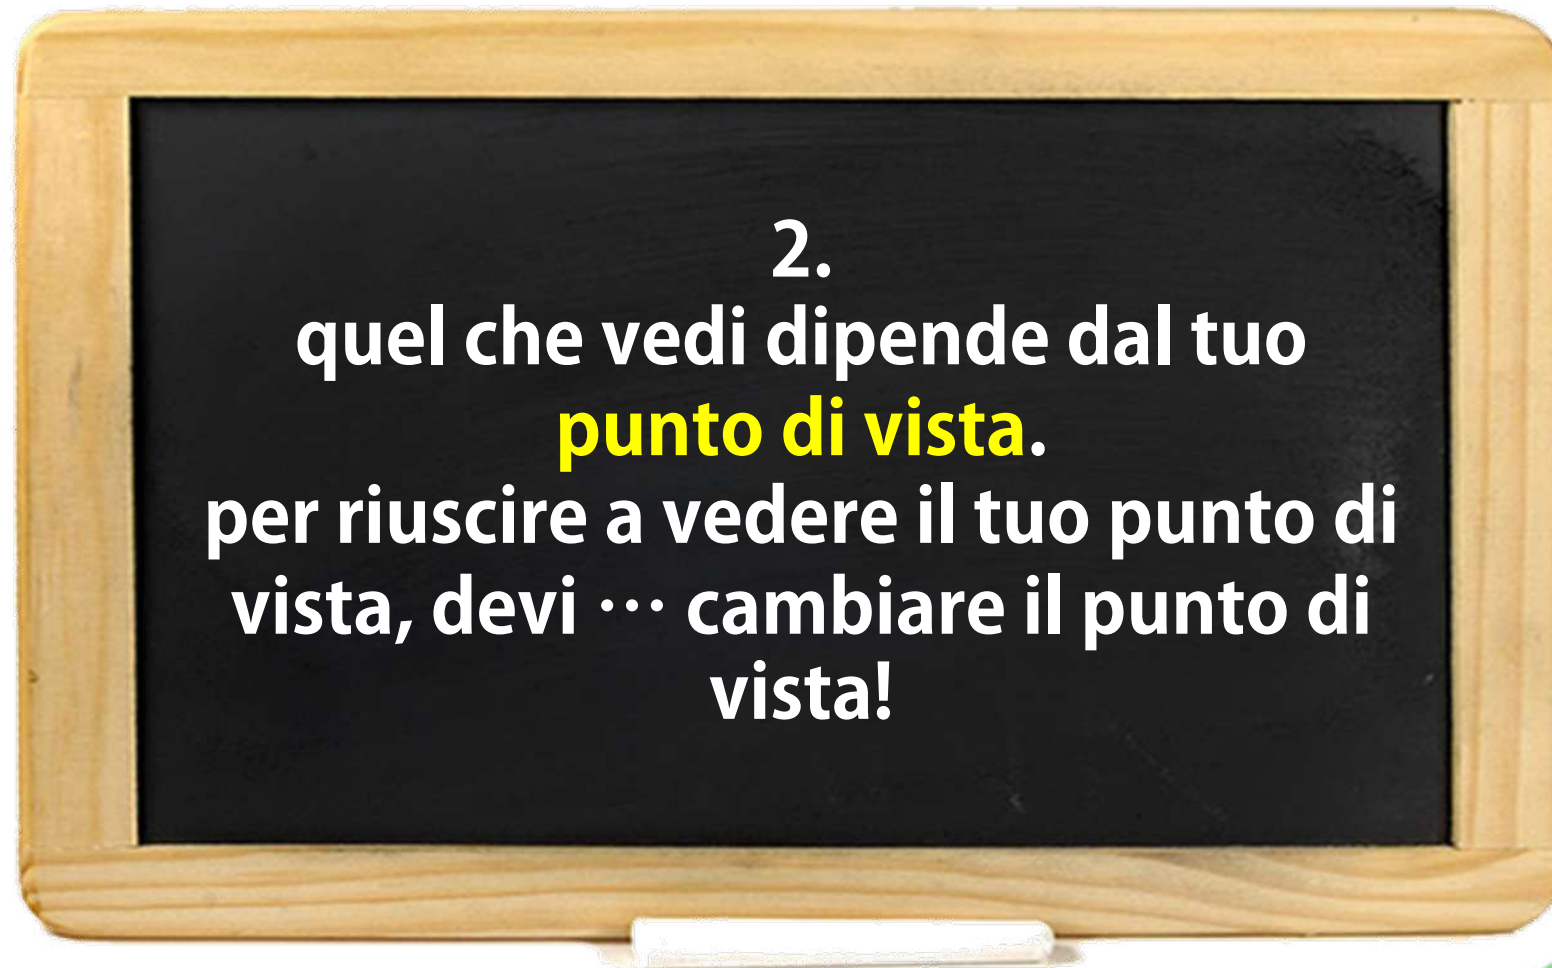 2.
quel che vedi dipende dal tuo
punto di vista.
per riuscire a vedere il tuo punto di
vista, devi … cambiare il punto di
vista!